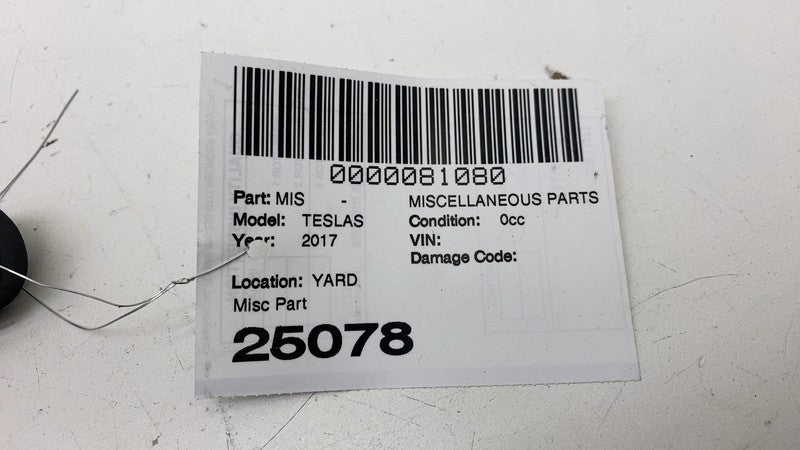 0000081080
Part: MIS - MISCELLANEOUS PARTS
Model: TESLAS Condition: 0cc
Year: 2017 VIN:
Damage Code:
Location: YARD
Misc Part
25078